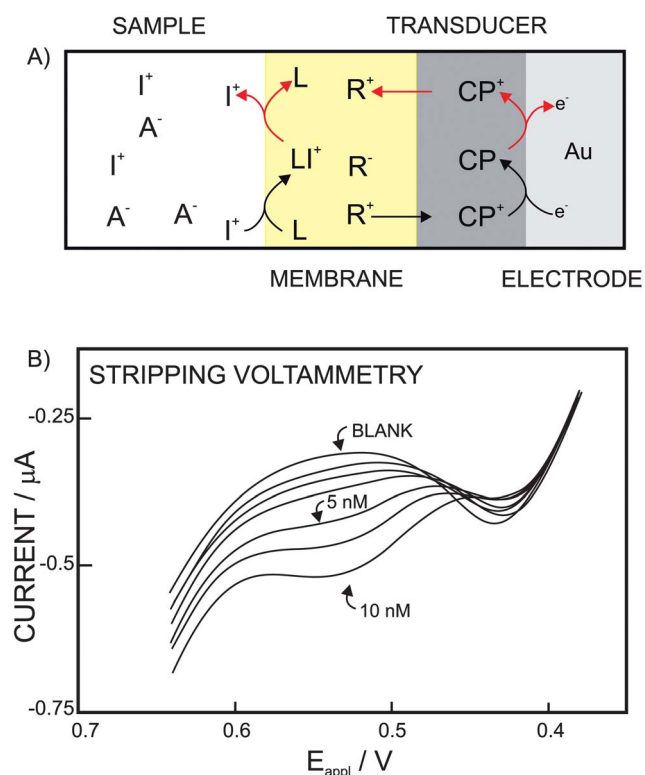 SAMPLE TRANSDUCER
A)
I⁺ I⁺ L R⁺ CP⁺ e⁻
A⁻
I⁺ LI⁺ R⁻ CP Au
A⁻ A⁻ I⁺ L R⁺ CP⁺ e⁻
MEMBRANE ELECTRODE
B)
STRIPPING VOLTAMMETRY
-0.25
BLANK
5 nM
-0.5
10 nM
-0.75
CURRENT / μA
0.7 0.6 0.5 0.4
E_appl / V